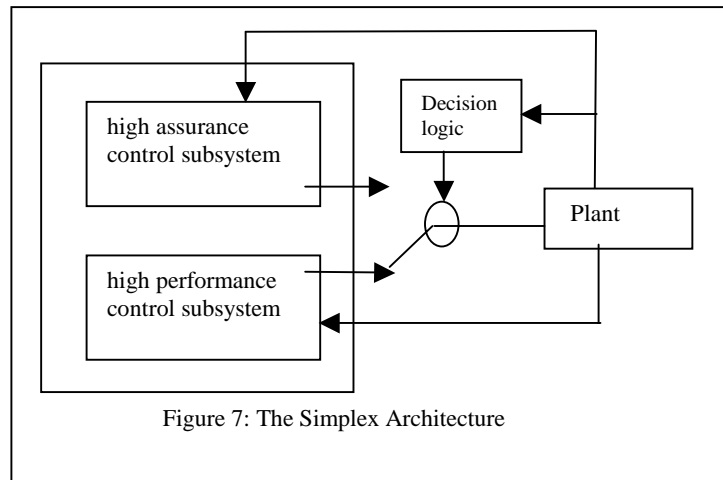 high assurance
control subsystem
Decision
logic
Plant
high performance
control subsystem
Figure 7: The Simplex Architecture